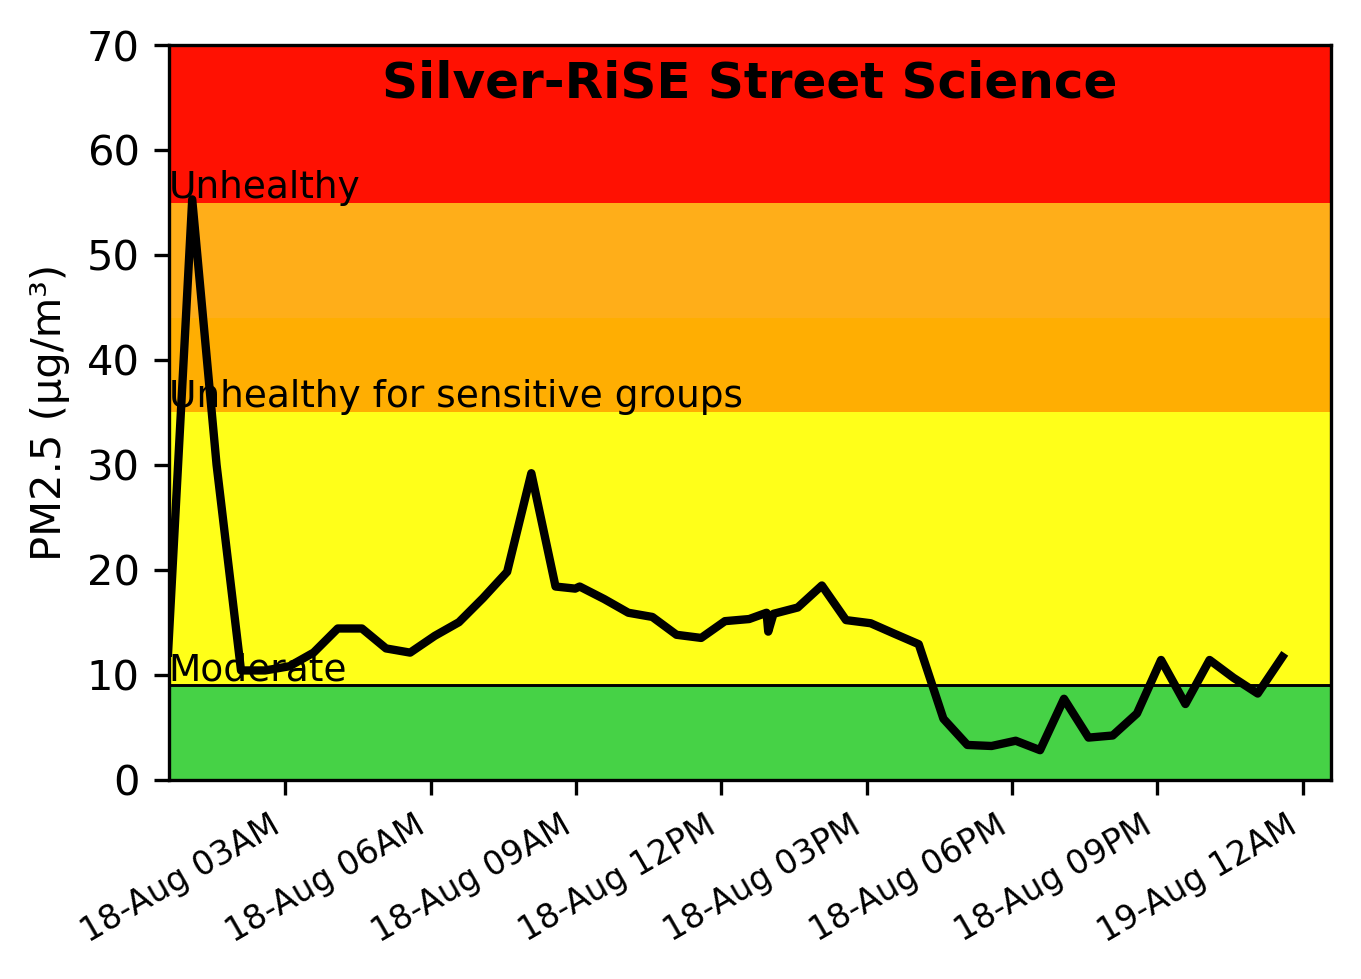 Silver-RiSE Street Science
70
60
50
40
30
20
10
0
PM2.5 (µg/m³)
Unhealthy
Unhealthy for sensitive groups
Moderate
18-Aug 03AM
18-Aug 06AM
18-Aug 09AM
18-Aug 12PM
18-Aug 03PM
18-Aug 06PM
18-Aug 09PM
19-Aug 12AM